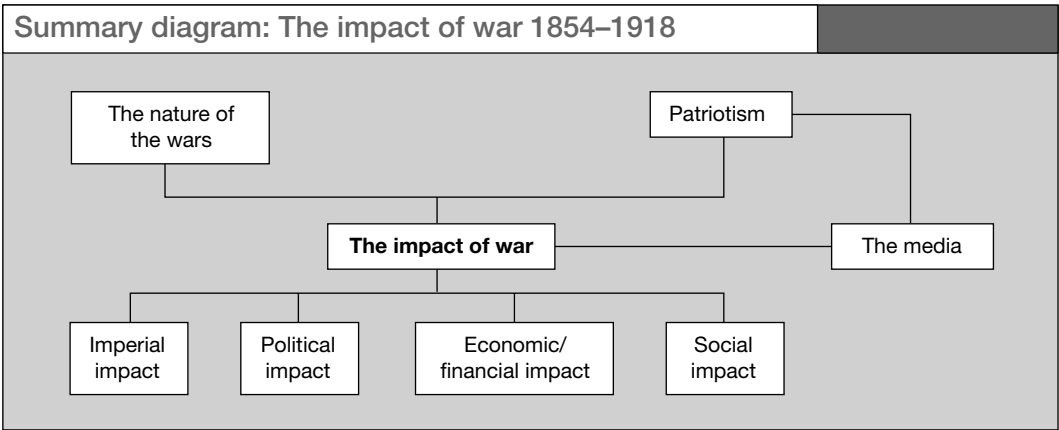 Summary diagram: The impact of war 1854–1918
The nature of
the wars
Patriotism
The impact of war
The media
Imperial
impact
Political
impact
Economic/
financial impact
Social
impact